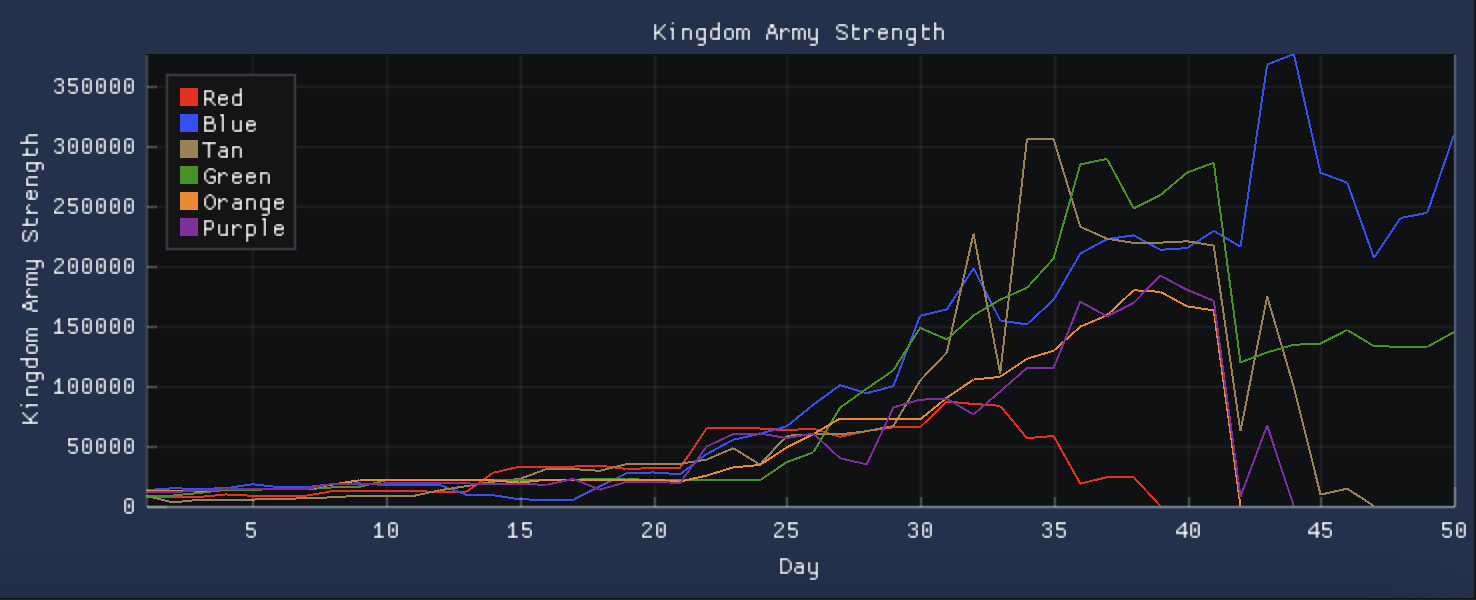 Kingdom Army Strength
350000
300000
250000
200000
150000
100000
50000
0
Kingdom Army Strength
Red
Blue
Tan
Green
Orange
Purple
5 10 15 20 25 30 35 40 45 50
Day